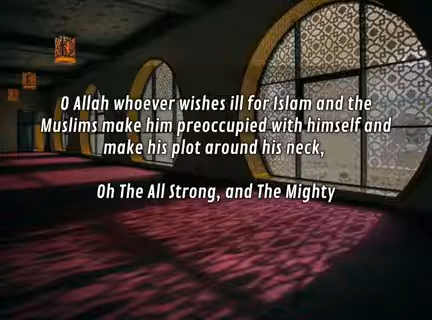 O Allah whoever wishes ill for Islam and the
Muslims make him preoccupied with himself and
make his plot around his neck,
Oh The All Strong, and The Mighty